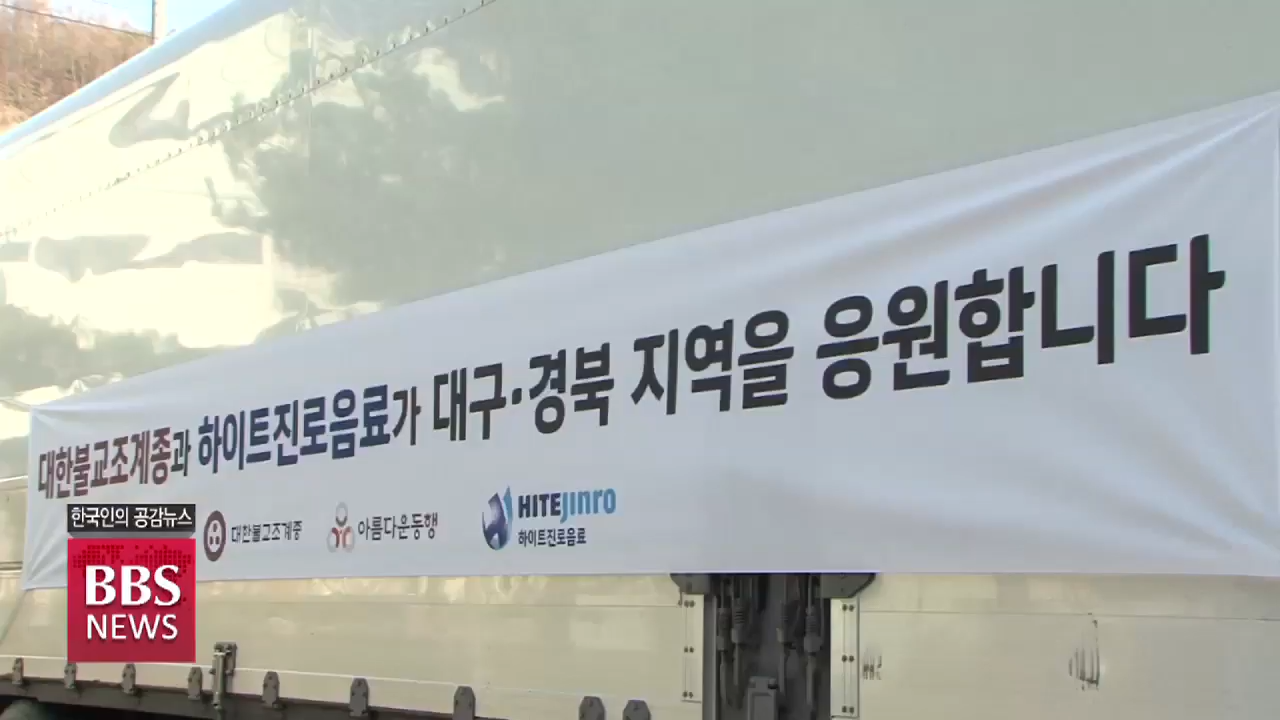 대한불교조계종과 하이트진로음료가 대구·경북 지역을 응원합니다
대한불교조계종
아름다운동행
HITEJINRO
하이트진로음료
한국인의 공감뉴스
BBS
NEWS